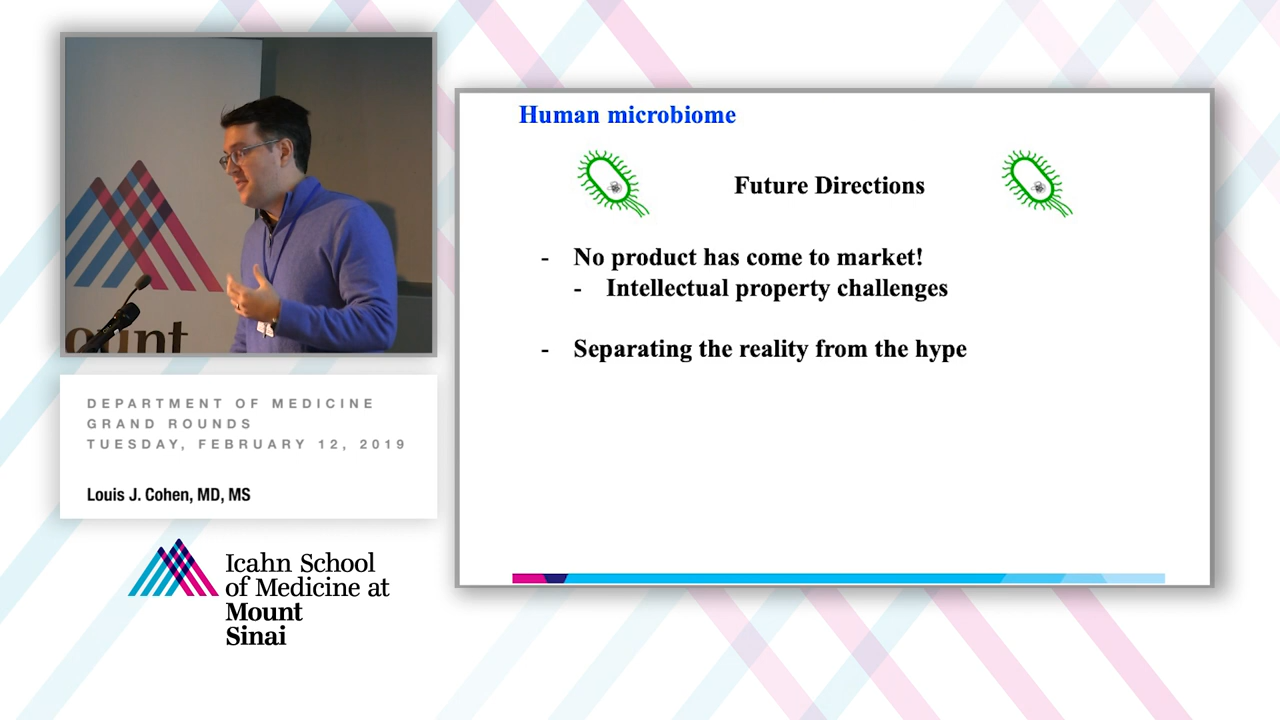 ount
DEPARTMENT OF MEDICINE
GRAND ROUNDS
TUESDAY, FEBRUARY 12, 2019
Louis J. Cohen, MD, MS
Icahn School
of Medicine at
Mount
Sinai
Human microbiome
Future Directions
- No product has come to market!
- Intellectual property challenges
- Separating the reality from the hype